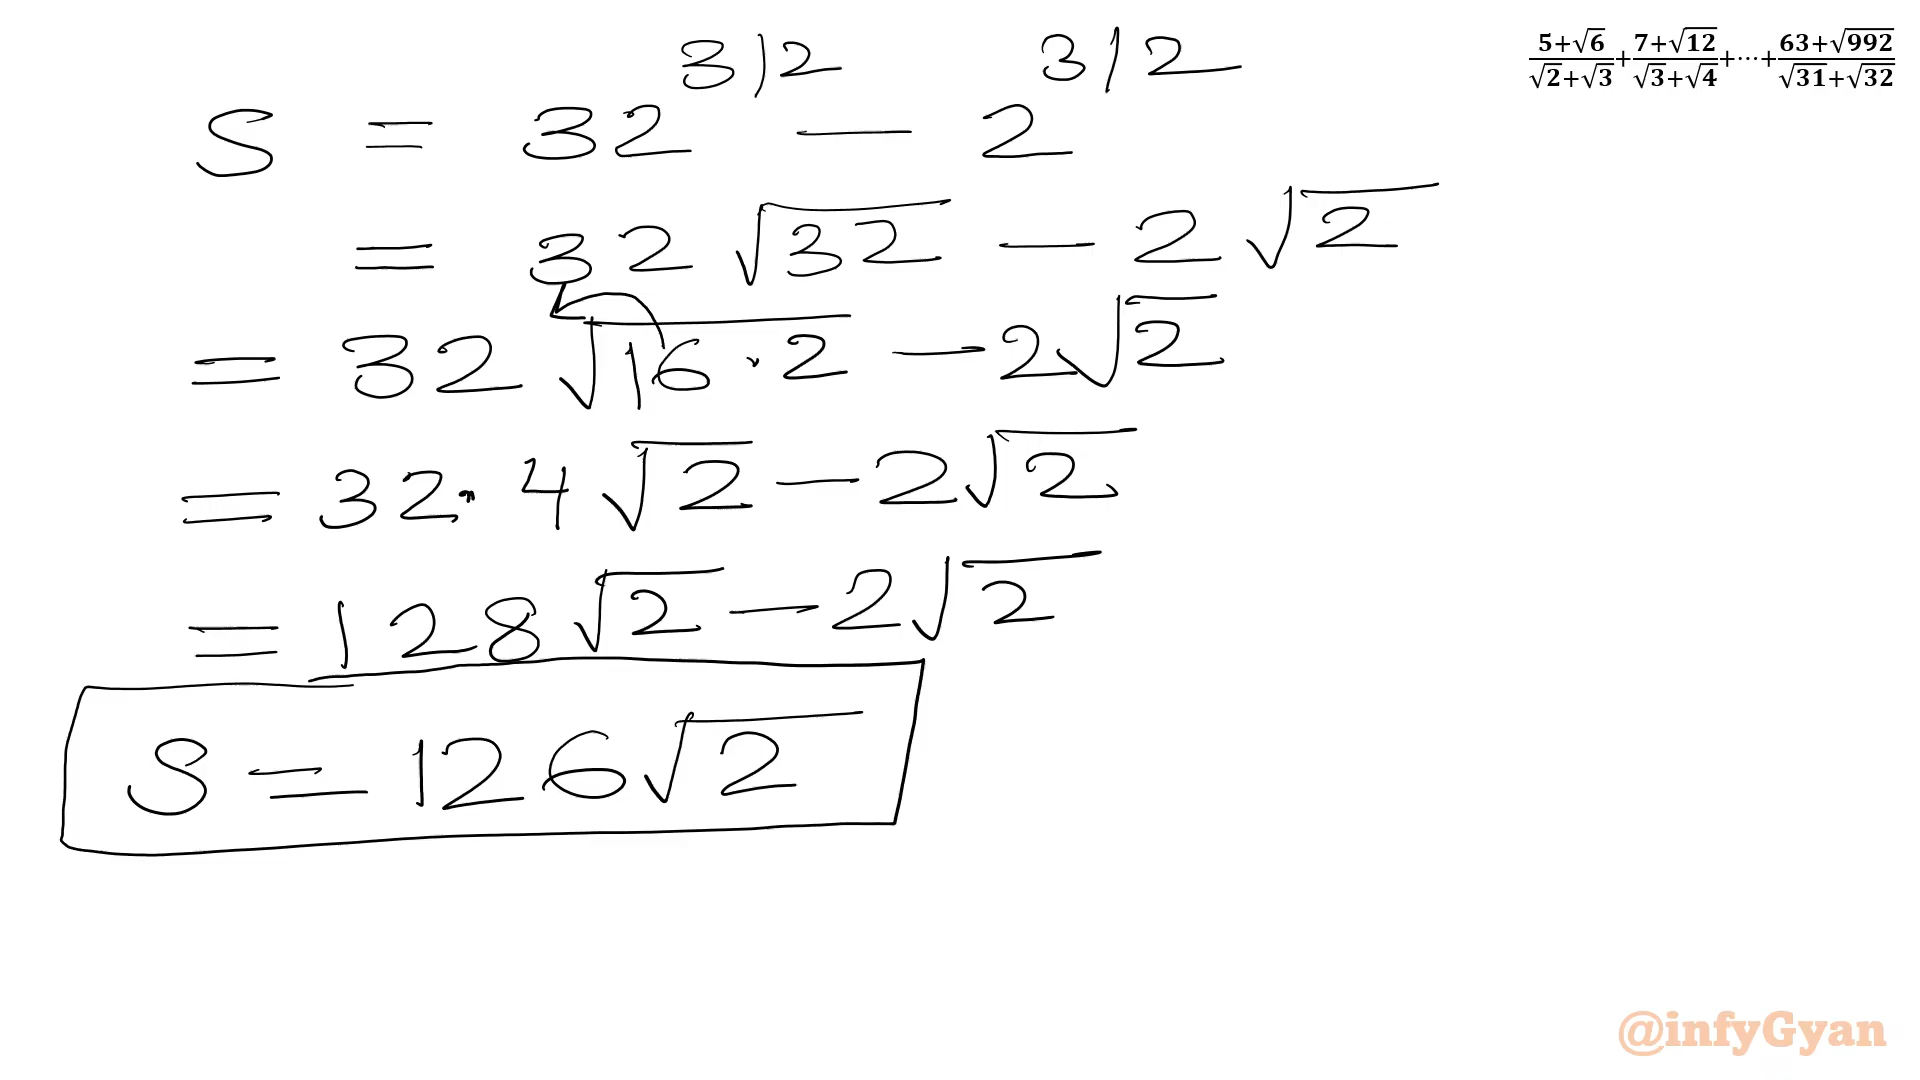 S = 32^{3/2} − 2^{3/2}
= 32 √32 − 2 √2
= 32 √(16·2) − 2√2
= 32·4√2 − 2√2
= 128√2 − 2√2
S = 126√2
(5+√6)/(√2+√3) + (7+√12)/(√3+√4) + ⋯ + (63+√992)/(√31+√32)
@infyGyan